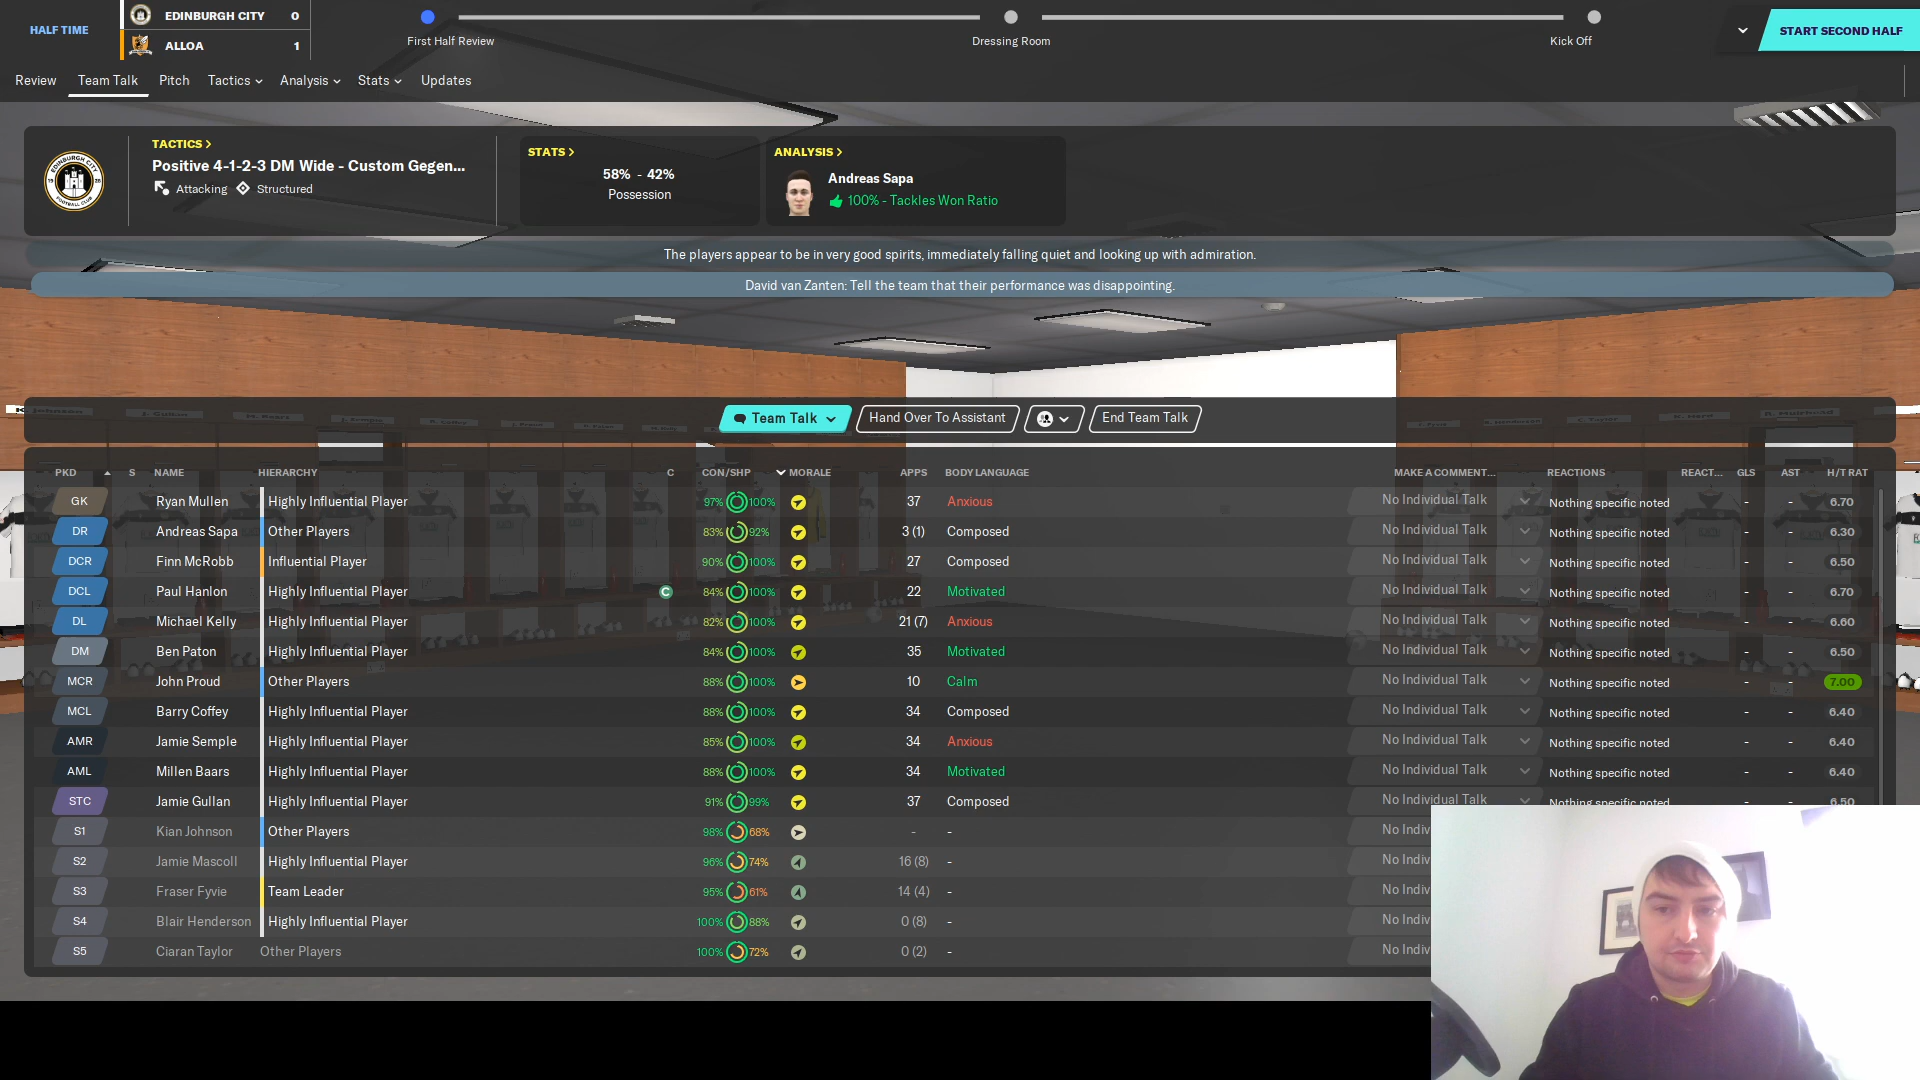 HALF TIME
EDINBURGH CITY 0
ALLOA 1
First Half Review
Dressing Room
Kick Off
START SECOND HALF
Review Team Talk Pitch Tactics Analysis Stats Updates
TACTICS
Positive 4-1-2-3 DM Wide - Custom Gegen...
Attacking Structured
STATS
58% - 42%
Possession
ANALYSIS
Andreas Sapa
100% - Tackles Won Ratio
The players appear to be in very good spirits, immediately falling quiet and looking up with admiration.
David van Zanten: Tell the team that their performance was disappointing.
Team Talk Hand Over To Assistant End Team Talk
PKD S NAME HIERARCHY C CON/SHP MORALE APPS BODY LANGUAGE MAKE A COMMENT... REACTIONS REACT... GLS AST H/T RAT
GK Ryan Mullen Highly Influential Player 97% 100% 37 Anxious No Individual Talk Nothing specific noted - - 6.70
DR Andreas Sapa Other Players 83% 92% 3 (1) Composed No Individual Talk Nothing specific noted - - 6.30
DCR Finn McRobb Influential Player 90% 100% 27 Composed No Individual Talk Nothing specific noted - - 6.50
DCL Paul Hanlon Highly Influential Player C 84% 100% 22 Motivated No Individual Talk Nothing specific noted - - 6.70
DL Michael Kelly Highly Influential Player 82% 100% 21 (7) Anxious No Individual Talk Nothing specific noted - - 6.60
DM Ben Paton Highly Influential Player 84% 100% 35 Motivated No Individual Talk Nothing specific noted - - 6.50
MCR John Proud Other Players 88% 100% 10 Calm No Individual Talk Nothing specific noted - - 7.00
MCL Barry Coffey Highly Influential Player 88% 100% 34 Composed No Individual Talk Nothing specific noted - - 6.40
AMR Jamie Semple Highly Influential Player 85% 100% 34 Anxious No Individual Talk Nothing specific noted - - 6.40
AML Millen Baars Highly Influential Player 88% 100% 34 Motivated No Individual Talk Nothing specific noted - - 6.40
STC Jamie Gullan Highly Influential Player 91% 99% 37 Composed No Individual Talk Nothing specific noted - - 6.50
S1 Kian Johnson Other Players 98% 68% - - No Indiv
S2 Jamie Mascoll Highly Influential Player 96% 74% 16 (8) - No Indiv
S3 Fraser Fyvie Team Leader 95% 61% 14 (4) - No Indiv
S4 Blair Henderson Highly Influential Player 100% 88% 0 (8) - No Indiv
S5 Ciaran Taylor Other Players 100% 72% 0 (2) - No Indiv